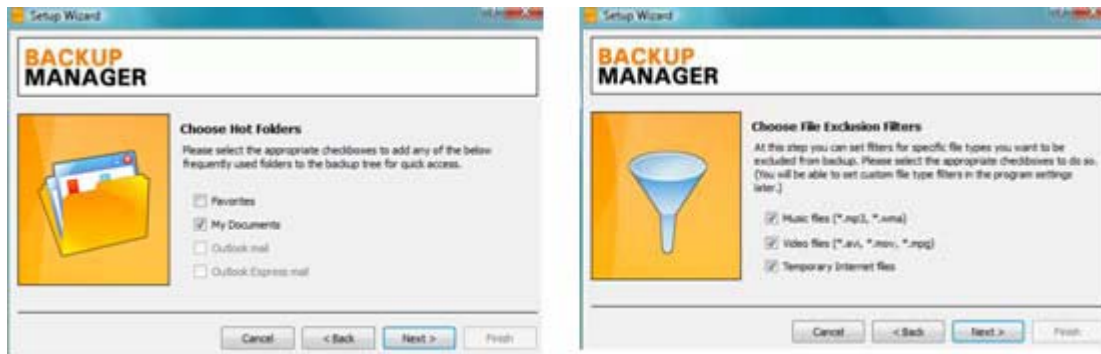 Setup Wizard
BACKUP
MANAGER
Choose Hot Folders
Please select the appropriate checkboxes to add any of the below
frequently used folders to the backup tree for quick access.
Favorites
My Documents
Outlook mail
Outlook Express mail
Cancel
< Back
Next >
Finish
Setup Wizard
BACKUP
MANAGER
Choose File Exclusion Filters
At this step you can set filters for specific file types you want to be
excluded from backup. Please select the appropriate checkboxes to do so.
(You will be able to set custom file type filters in the program settings
later.)
Music files (*.mp3, *.wma)
Video files (*.avi, *.mov, *.mpg)
Temporary Internet files
Cancel
< Back
Next >
Finish